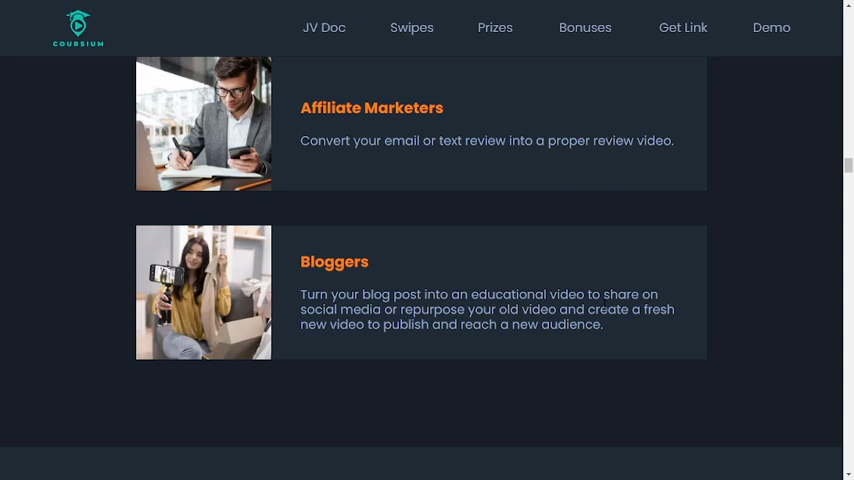 COURSIUM
JV Doc
Swipes
Prizes
Bonuses
Get Link
Demo
Affiliate Marketers
Convert your email or text review into a proper review video.
Bloggers
Turn your blog post into an educational video to share on
social media or repurpose your old video and create a fresh
new video to publish and reach a new audience.